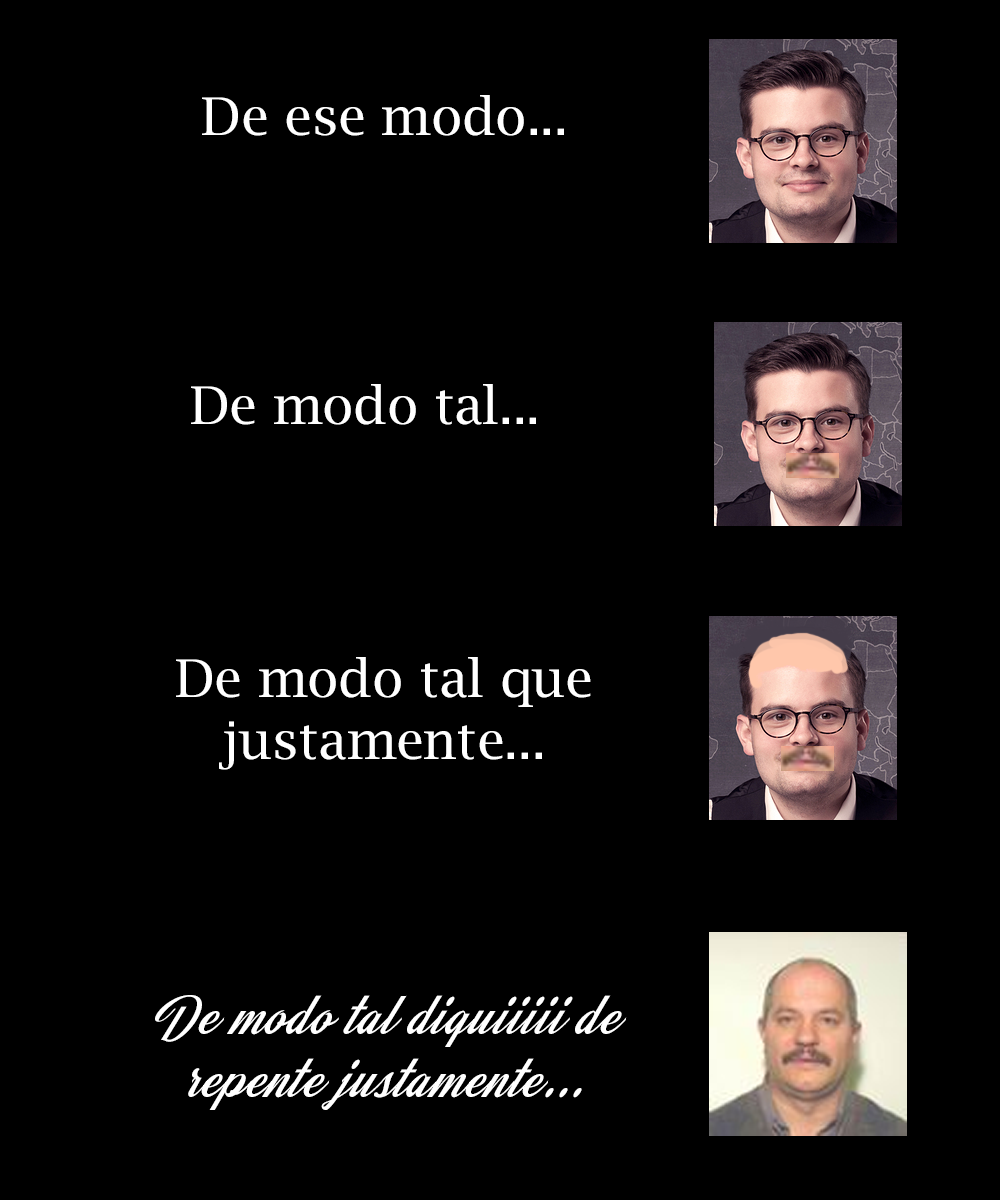 De ese modo...
De modo tal...
De modo tal que
justamente...
De modo tal diquiiiii de
repente justamente...